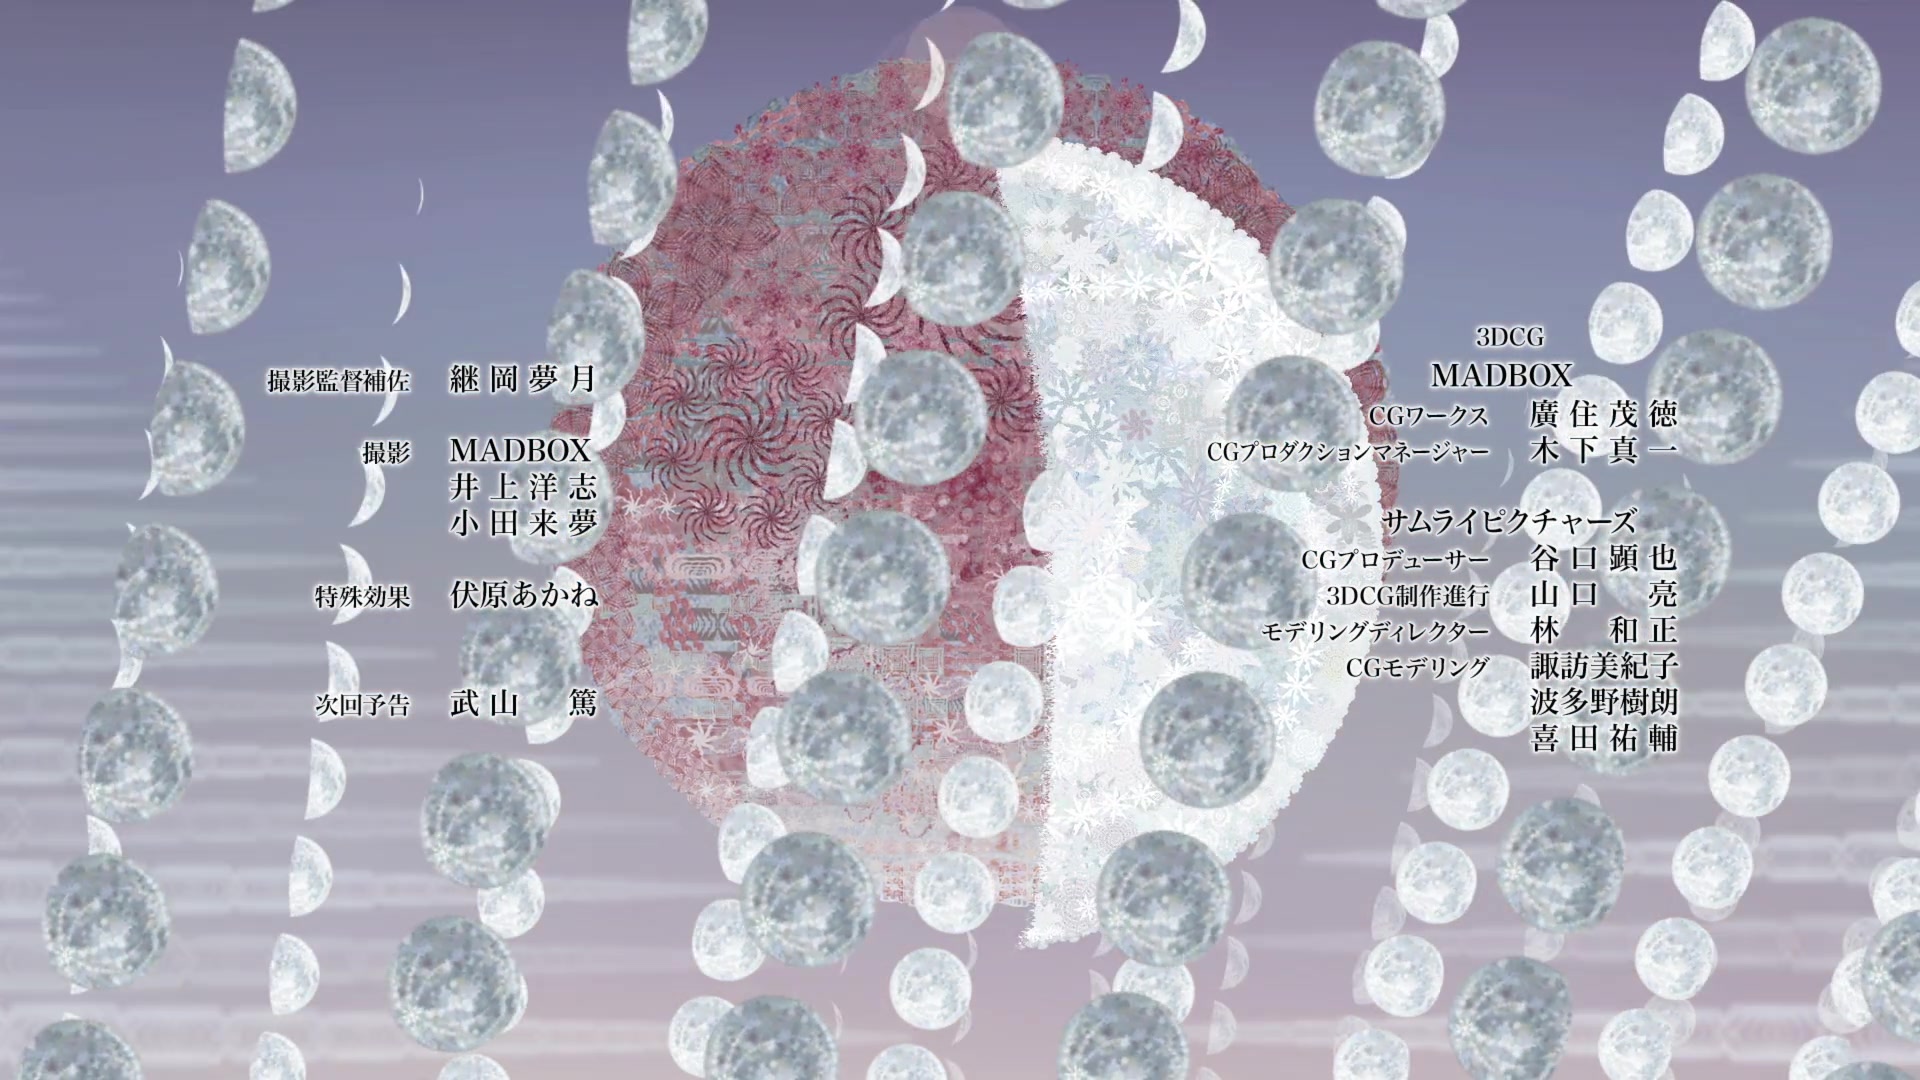 撮影監督補佐 継岡夢月
撮影 MADBOX
井上洋志
小田来夢
特殊効果 伏原あかね
次回予告 武山 篤
3DCG
MADBOX
CGワークス 廣住茂徳
CGプロダクションマネージャー 木下真一
サムライピクチャーズ
CGプロデューサー 谷口顕也
3DCG制作進行 山口 亮
モデリングディレクター 林 和正
CGモデリング 諏訪美紀子
波多野樹朗
喜田祐輔